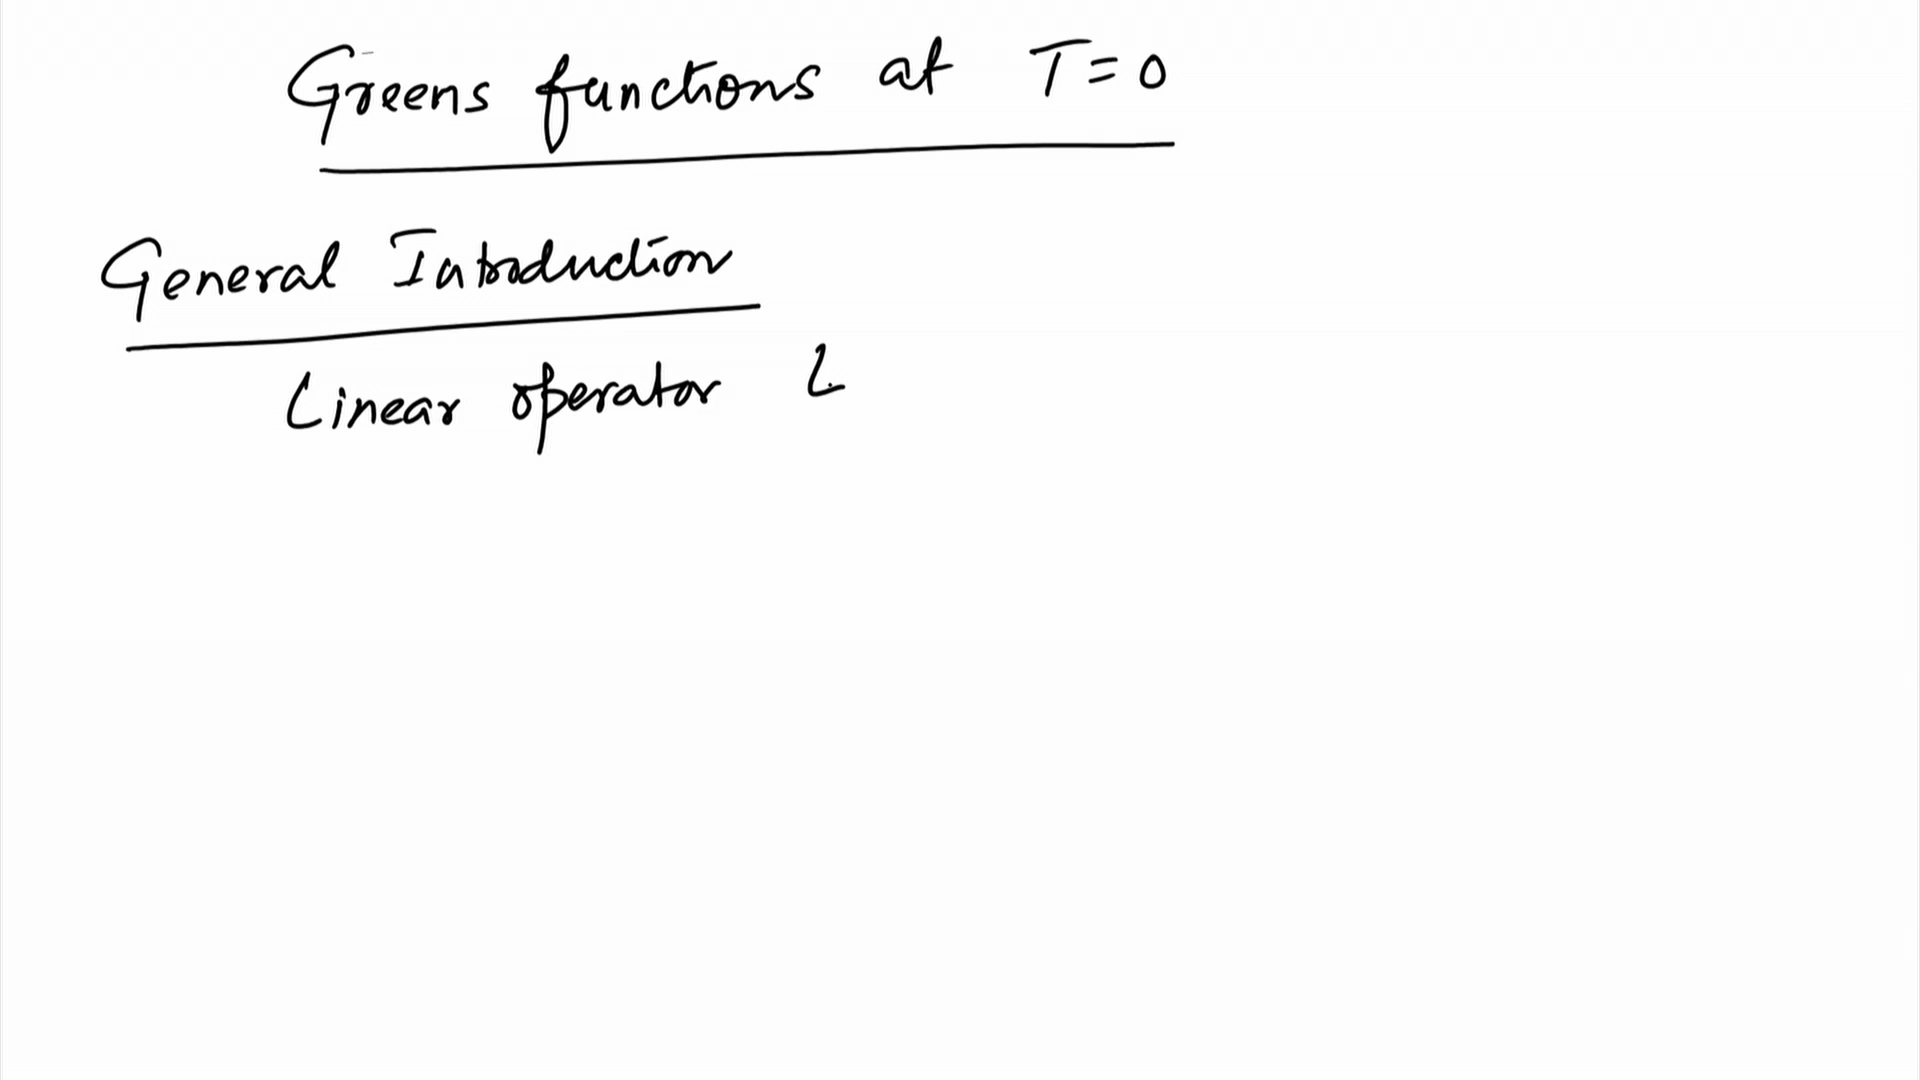 Greens functions at T = 0
General Introduction
Linear operator L